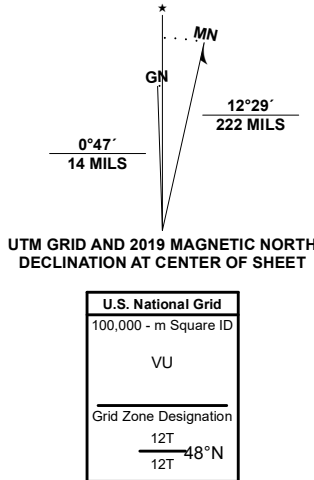 ★
MN
GN
0°47´
14 MILS
12°29´
222 MILS
UTM GRID AND 2019 MAGNETIC NORTH
DECLINATION AT CENTER OF SHEET
U.S. National Grid
100,000 - m Square ID
VU
Grid Zone Designation
12T
48°N
12T